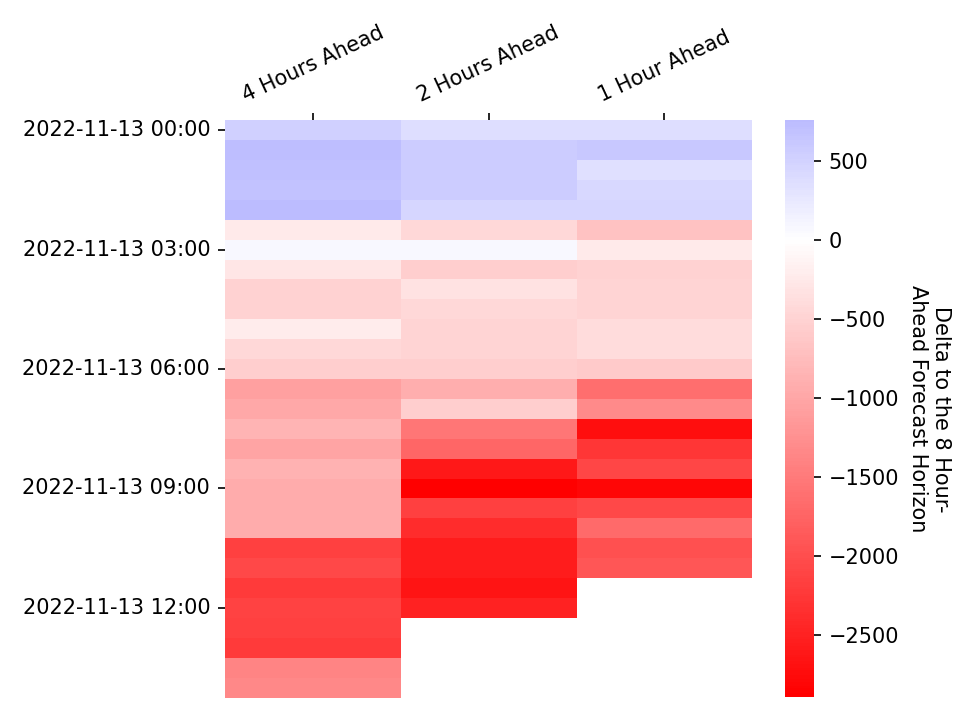 4 Hours Ahead
2 Hours Ahead
1 Hour Ahead
2022-11-13 00:00
2022-11-13 03:00
2022-11-13 06:00
2022-11-13 09:00
2022-11-13 12:00
500
0
−500
−1000
−1500
−2000
−2500
Delta to the 8 Hour-
Ahead Forecast Horizon